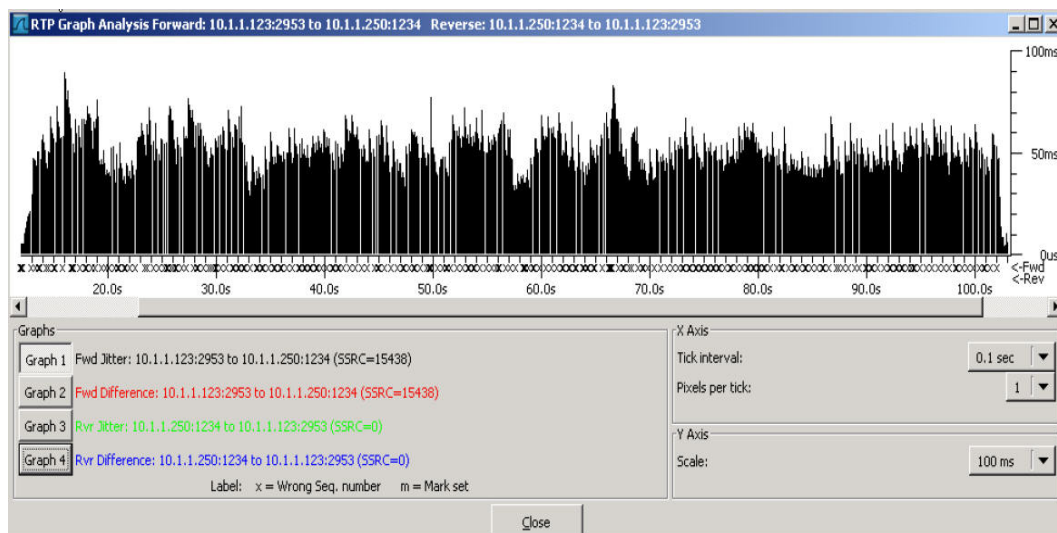 RTP Graph Analysis Forward: 10.1.1.123:2953 to 10.1.1.250:1234 Reverse: 10.1.1.250:1234 to 10.1.1.123:2953
100ms
50ms
0us
<-Fwd
<-Rev
20.0s 30.0s 40.0s 50.0s 60.0s 70.0s 80.0s 90.0s 100.0s
Graphs
Graph 1 Fwd Jitter: 10.1.1.123:2953 to 10.1.1.250:1234 (SSRC=15438)
Graph 2 Fwd Difference: 10.1.1.123:2953 to 10.1.1.250:1234 (SSRC=15438)
Graph 3 Rvr Jitter: 10.1.1.250:1234 to 10.1.1.123:2953 (SSRC=0)
Graph 4 Rvr Difference: 10.1.1.250:1234 to 10.1.1.123:2953 (SSRC=0)
Label: x = Wrong Seq. number m = Mark set
X Axis
Tick interval: 0.1 sec
Pixels per tick: 1
Y Axis
Scale: 100 ms
Close